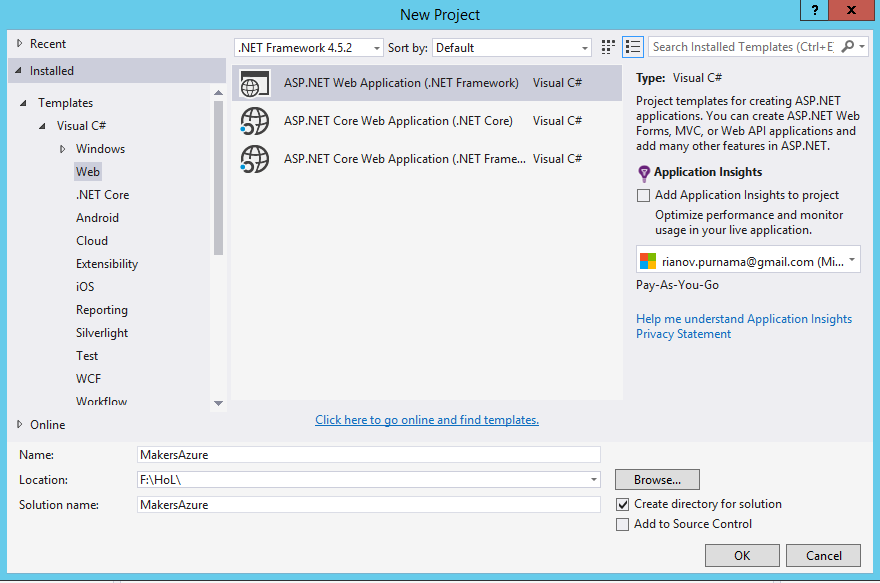 New Project
?
x
Recent
Installed
.NET Framework 4.5.2
Sort by:
Default
Search Installed Templates (Ctrl+E
Templates
Visual C#
Windows
Web
.NET Core
Android
Cloud
Extensibility
iOS
Reporting
Silverlight
Test
WCF
Workflow
Online
ASP.NET Web Application (.NET Framework) Visual C#
ASP.NET Core Web Application (.NET Core) Visual C#
ASP.NET Core Web Application (.NET Frame... Visual C#
Click here to go online and find templates.
Type: Visual C#
Project templates for creating ASP.NET
applications. You can create ASP.NET Web
Forms, MVC, or Web API applications and
add many other features in ASP.NET.
Application Insights
Add Application Insights to project
Optimize performance and monitor
usage in your live application.
rianov.purnama@gmail.com (Mi...
Pay-As-You-Go
Help me understand Application Insights
Privacy Statement
Name: MakersAzure
Location: F:\HoL\
Browse...
Solution name: MakersAzure
Create directory for solution
Add to Source Control
OK
Cancel